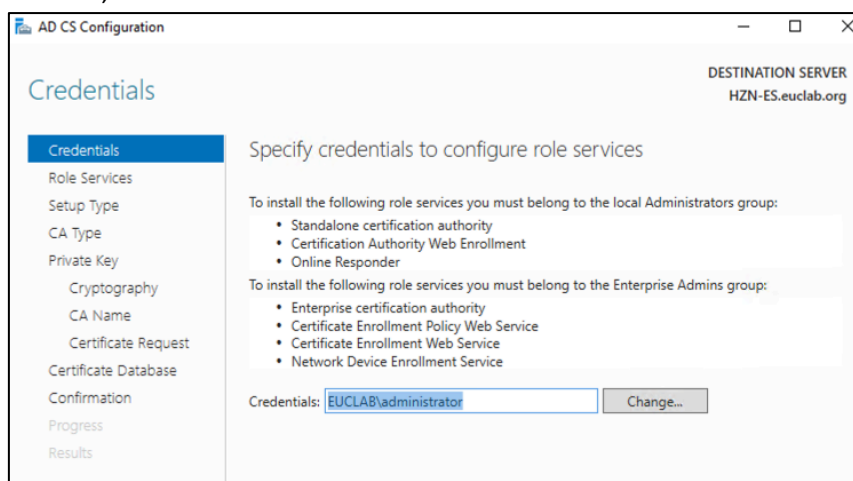 AD CS Configuration
DESTINATION SERVER
HZN-ES.euclab.org
Credentials
Credentials
Role Services
Setup Type
CA Type
Private Key
Cryptography
CA Name
Certificate Request
Certificate Database
Confirmation
Progress
Results
Specify credentials to configure role services
To install the following role services you must belong to the local Administrators group:
• Standalone certification authority
• Certification Authority Web Enrollment
• Online Responder
To install the following role services you must belong to the Enterprise Admins group:
• Enterprise certification authority
• Certificate Enrollment Policy Web Service
• Certificate Enrollment Web Service
• Network Device Enrollment Service
Credentials: EUCLAB\administrator Change...